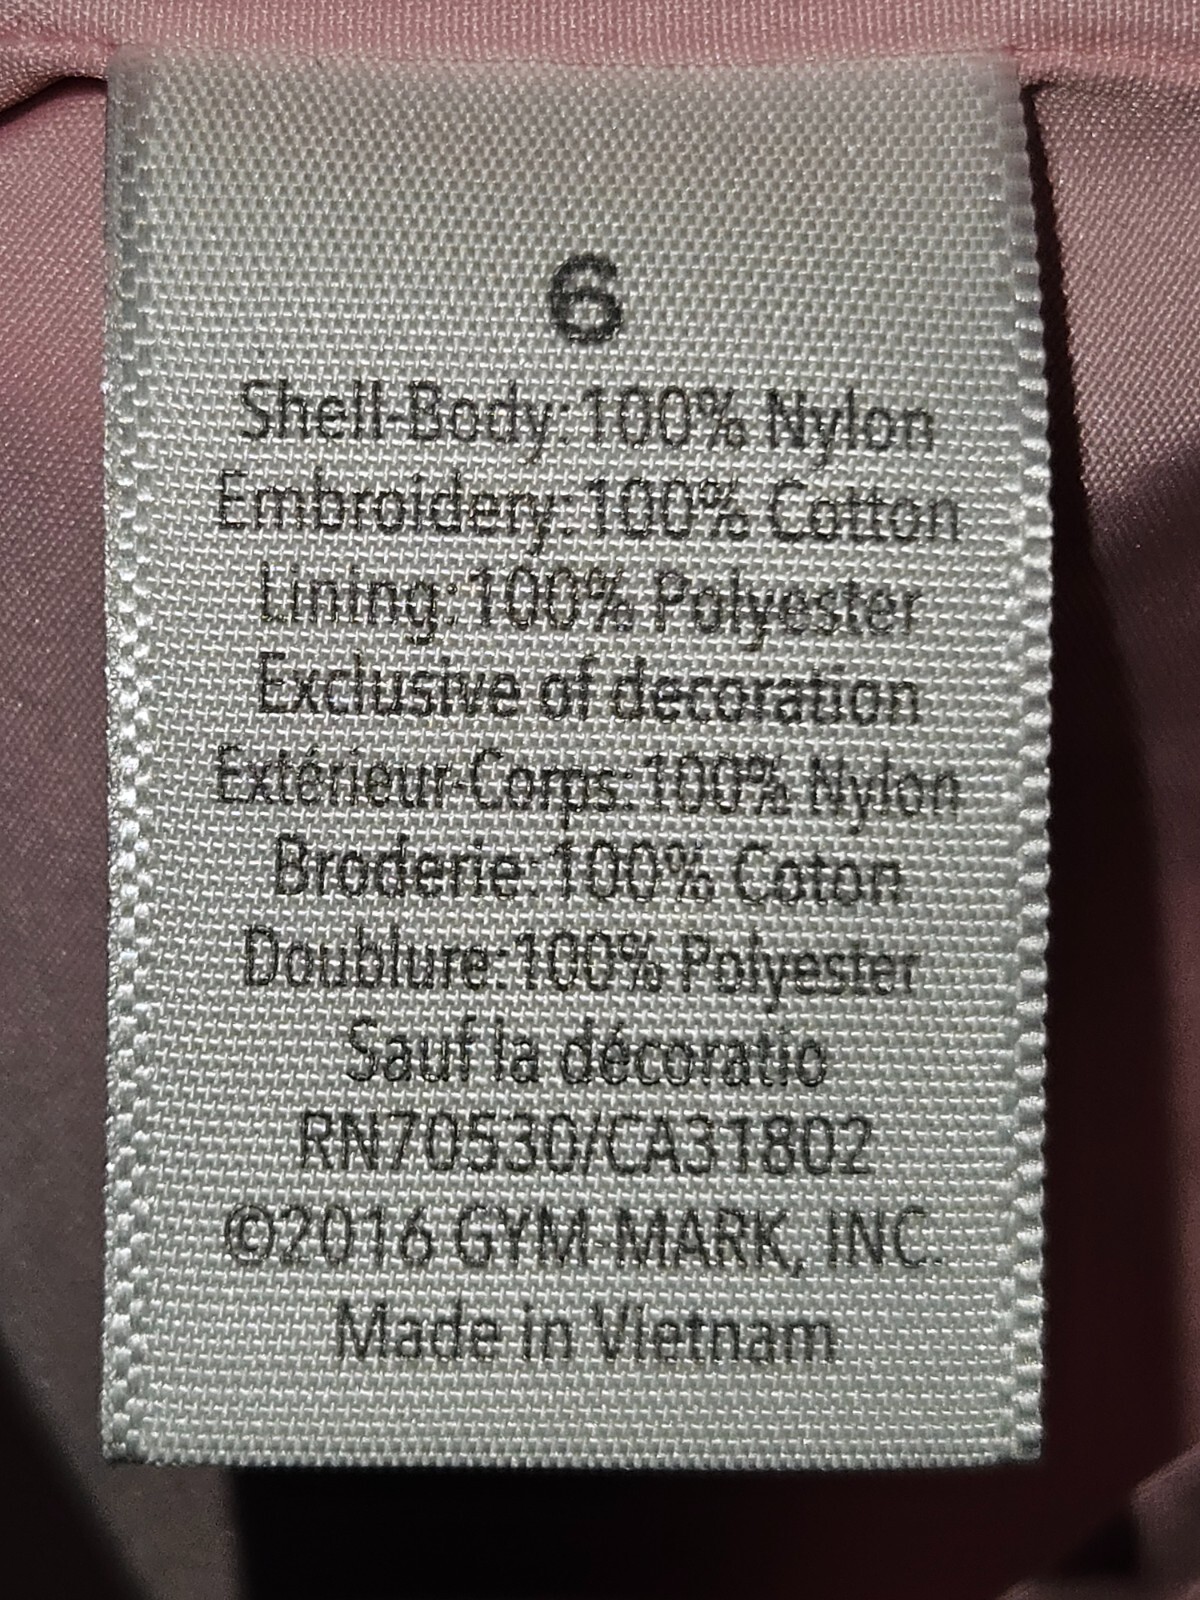 6
Shell-Body: 100% Nylon
Embroidery: 100% Cotton
Lining: 100% Polyester
Exclusive of decoration
Extérieur-Corps: 100% Nylon
Broderie: 100% Coton
Doublure: 100% Polyester
Sauf la décoratio
RN70530/CA31802
©2016 GYM-MARK, INC.
Made in Vietnam